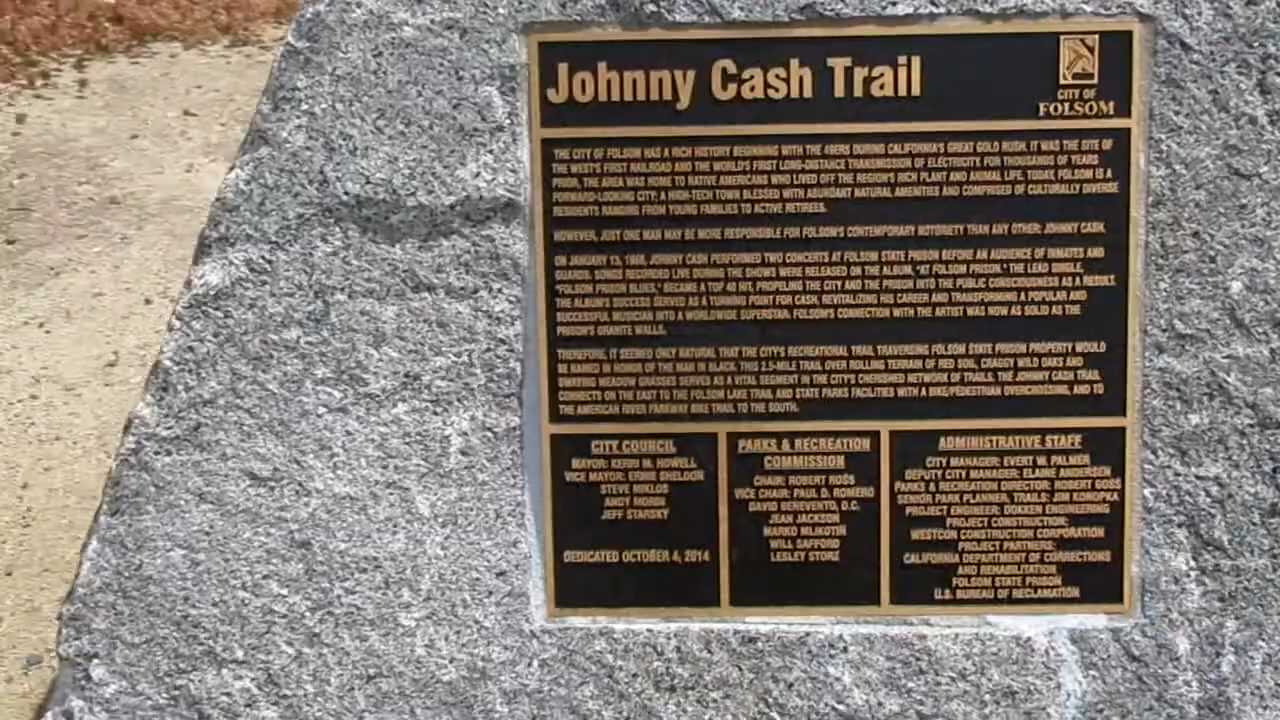 Johnny Cash Trail
CITY OF
FOLSOM
THE CITY OF FOLSOM HAS A RICH HISTORY BEGINNING WITH THE 49ERS DURING CALIFORNIA'S GREAT GOLD RUSH. IT WAS THE SITE OF
THE WEST'S FIRST RAILROAD AND THE WORLD'S FIRST LONG-DISTANCE TRANSMISSION OF ELECTRICITY. FOR THOUSANDS OF YEARS
PRIOR, THE AREA WAS HOME TO NATIVE AMERICANS WHO LIVED OFF THE REGION'S RICH PLANT AND ANIMAL LIFE. TODAY, FOLSOM IS A
FORWARD-LOOKING CITY; A HIGH-TECH TOWN BLESSED WITH ABUNDANT NATURAL AMENITIES AND COMPRISED OF CULTURALLY DIVERSE
RESIDENTS RANGING FROM YOUNG FAMILIES TO ACTIVE RETIREES.
HOWEVER, JUST ONE MAN MAY BE MORE RESPONSIBLE FOR FOLSOM'S CONTEMPORARY NOTORIETY THAN ANY OTHER: JOHNNY CASH.
ON JANUARY 13, 1968, JOHNNY CASH PERFORMED TWO CONCERTS AT FOLSOM STATE PRISON BEFORE AN AUDIENCE OF INMATES AND
GUARDS. SONGS RECORDED LIVE DURING THE SHOWS WERE RELEASED ON THE ALBUM, "AT FOLSOM PRISON." THE LEAD SINGLE,
"FOLSOM PRISON BLUES," BECAME A TOP 40 HIT, PROPELING THE CITY AND THE PRISON INTO THE PUBLIC CONSCIOUSNESS AS A RESULT.
THE ALBUM'S SUCCESS SERVED AS A TURNING POINT FOR CASH, REVITALIZING HIS CAREER AND TRANSFORMING A POPULAR AND
SUCCESSFUL MUSICIAN INTO A WORLDWIDE SUPERSTAR. FOLSOM'S CONNECTION WITH THE ARTIST WAS NOW AS SOLID AS THE
PRISON'S GRANITE WALLS.
THEREFORE, IT SEEMED ONLY NATURAL THAT THE CITY'S RECREATIONAL TRAIL TRAVERSING FOLSOM STATE PRISON PROPERTY WOULD
BE NAMED IN HONOR OF THE MAN IN BLACK. THIS 2.5-MILE TRAIL OVER ROLLING TERRAIN OF RED SOIL, CRAGGY WILD OAKS AND
SWAYING MEADOW GRASSES SERVES AS A VITAL SEGMENT IN THE CITY'S CHERISHED NETWORK OF TRAILS. THE JOHNNY CASH TRAIL
CONNECTS ON THE EAST TO THE FOLSOM LAKE TRAIL AND STATE PARKS FACILITIES WITH A BIKE/PEDESTRIAN OVERCROSSING, AND TO
THE AMERICAN RIVER PARKWAY BIKE TRAIL TO THE SOUTH.
CITY COUNCIL
MAYOR: KERRI M. HOWELL
VICE MAYOR: ERNIE SHELDON
STEVE MIKLOS
ANDY MORIN
JEFF STARSKY
DEDICATED OCTOBER 4, 2014
PARKS & RECREATION
COMMISSION
CHAIR: ROBERT ROSS
VICE CHAIR: PAUL D. ROMERO
DAVID BENEVENTO, D.C.
JEAN JACKSON
MARKO MLIKOTIN
WILL SAFFORD
LESLEY STORZ
ADMINISTRATIVE STAFF
CITY MANAGER: EVERT W. PALMER
DEPUTY CITY MANAGER: ELAINE ANDERSEN
PARKS & RECREATION DIRECTOR: ROBERT GOSS
SENIOR PARK PLANNER, TRAILS: JIM KONOPKA
PROJECT ENGINEER: DOKKEN ENGINEERING
PROJECT CONSTRUCTION:
WESTCON CONSTRUCTION CORPORATION
PROJECT PARTNERS:
CALIFORNIA DEPARTMENT OF CORRECTIONS
AND REHABILITATION
FOLSOM STATE PRISON
U.S. BUREAU OF RECLAMATION